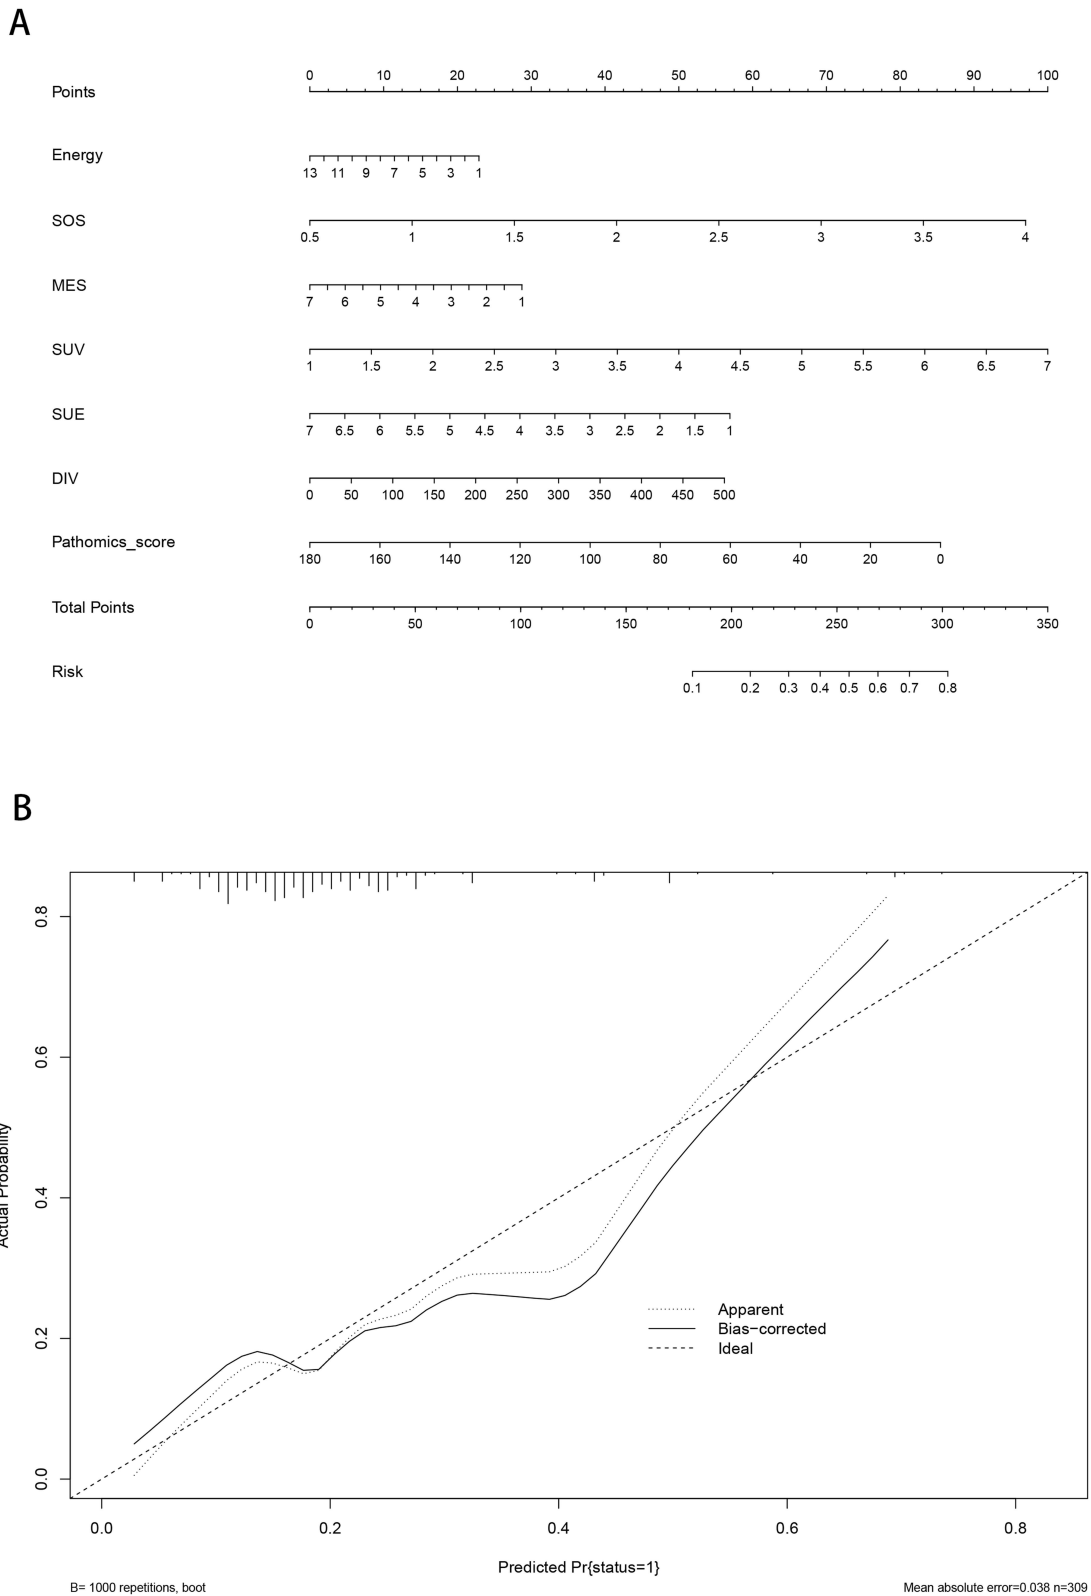 A
0 10 20 30 40 50 60 70 80 90 100
Points
Energy
13 11 9 7 5 3 1
SOS
0.5 1 1.5 2 2.5 3 3.5 4
MES
7 6 5 4 3 2 1
SUV
1 1.5 2 2.5 3 3.5 4 4.5 5 5.5 6 6.5 7
SUE
7 6.5 6 5.5 5 4.5 4 3.5 3 2.5 2 1.5 1
DIV
0 50 100 150 200 250 300 350 400 450 500
Pathomics_score
180 160 140 120 100 80 60 40 20 0
Total Points
0 50 100 150 200 250 300 350
Risk
0.1 0.2 0.3 0.4 0.5 0.6 0.7 0.8
B
0.8
0.6
0.4
0.2
0.0
Actual Probability
Apparent
Bias−corrected
Ideal
0.0 0.2 0.4 0.6 0.8
Predicted Pr{status=1}
B= 1000 repetitions, boot
Mean absolute error=0.038 n=309